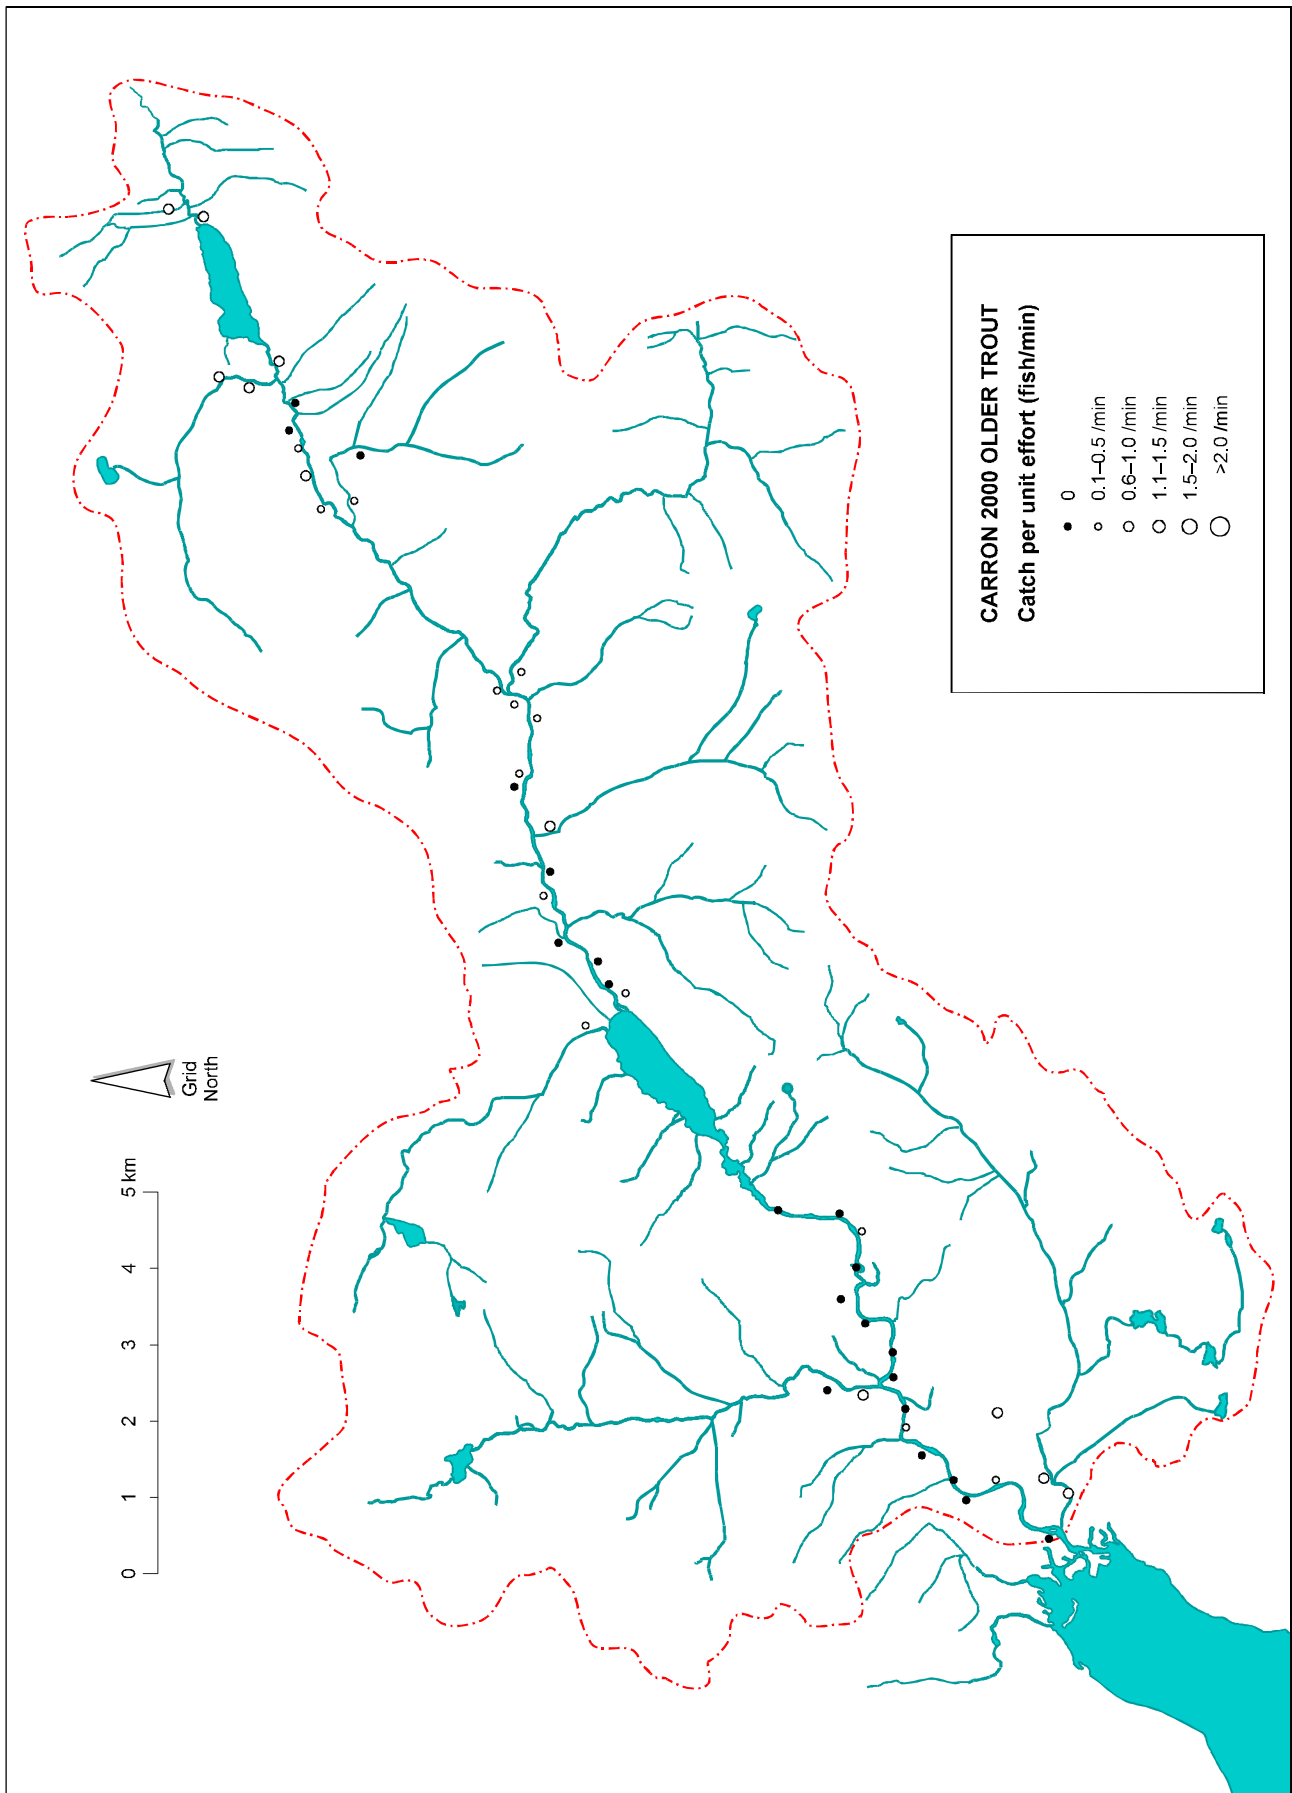 CARRON 2000 OLDER TROUT
Catch per unit effort (fish/min)
0
0.1–0.5 /min
0.6–1.0 /min
1.1–1.5 /min
1.5–2.0 /min
>2.0 /min
Grid
North
0 1 2 3 4 5 km